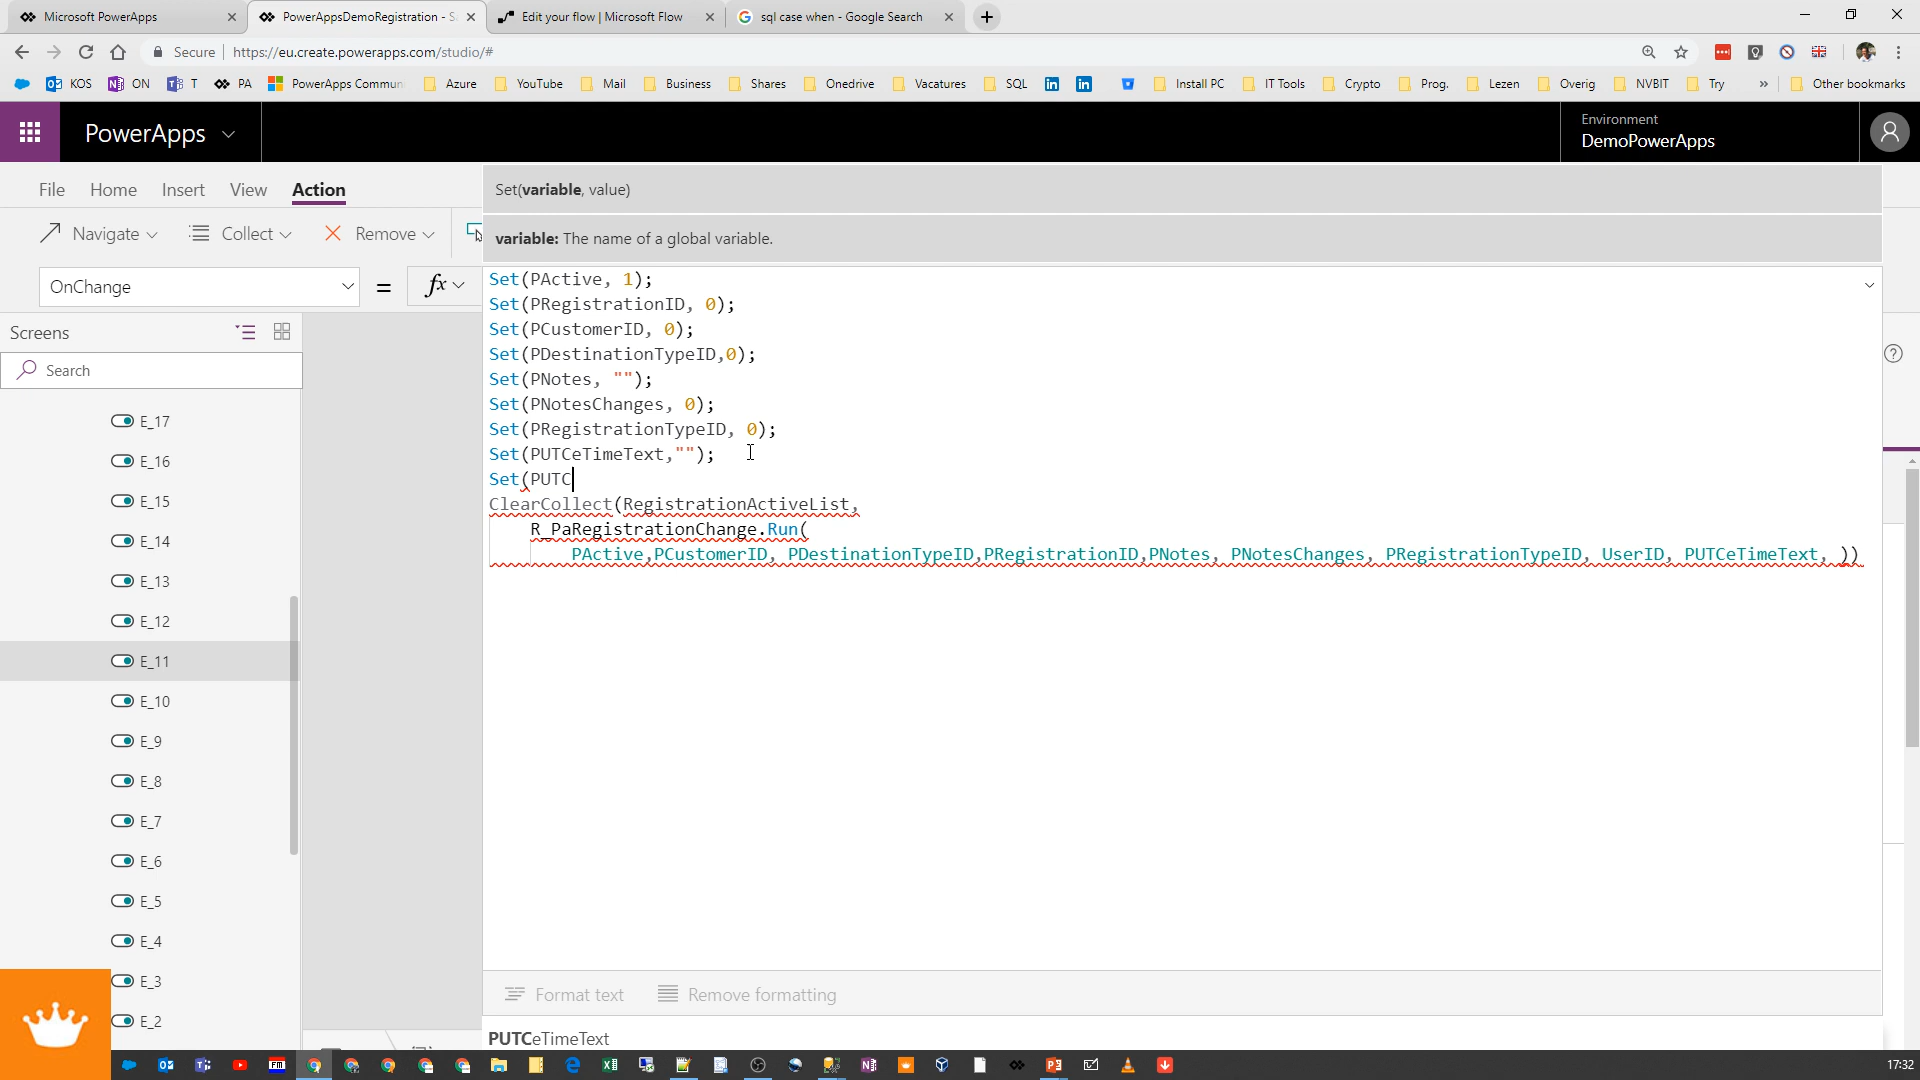 Microsoft PowerApps
PowerAppsDemoRegistration - S
Edit your flow | Microsoft Flow
sql case when - Google Search
Secure
https://eu.create.powerapps.com/studio/#
KOS
ON
T
PA
PowerApps Commun
Azure
YouTube
Mail
Business
Shares
Onedrive
Vacatures
SQL
Install PC
IT Tools
Crypto
Prog.
Lezen
Overig
NVBIT
Try
»
Other bookmarks
PowerApps
Environment
DemoPowerApps
File
Home
Insert
View
Action
Set(variable, value)
Navigate
Collect
Remove
variable: The name of a global variable.
OnChange
=
fx
Set(PActive, 1);
Set(PRegistrationID, 0);
Set(PCustomerID, 0);
Set(PDestinationTypeID,0);
Set(PNotes, "");
Set(PNotesChanges, 0);
Set(PRegistrationTypeID, 0);
Set(PUTCeTimeText,"");
Set(PUTC
ClearCollect(RegistrationActiveList,
R_PaRegistrationChange.Run(
PActive,PCustomerID, PDestinationTypeID,PRegistrationID,PNotes, PNotesChanges, PRegistrationTypeID, UserID, PUTCeTimeText, ))
Screens
Search
E_17
E_16
E_15
E_14
E_13
E_12
E_11
E_10
E_9
E_8
E_7
E_6
E_5
E_4
E_3
E_2
Format text
Remove formatting
PUTCeTimeText
FM
17:32